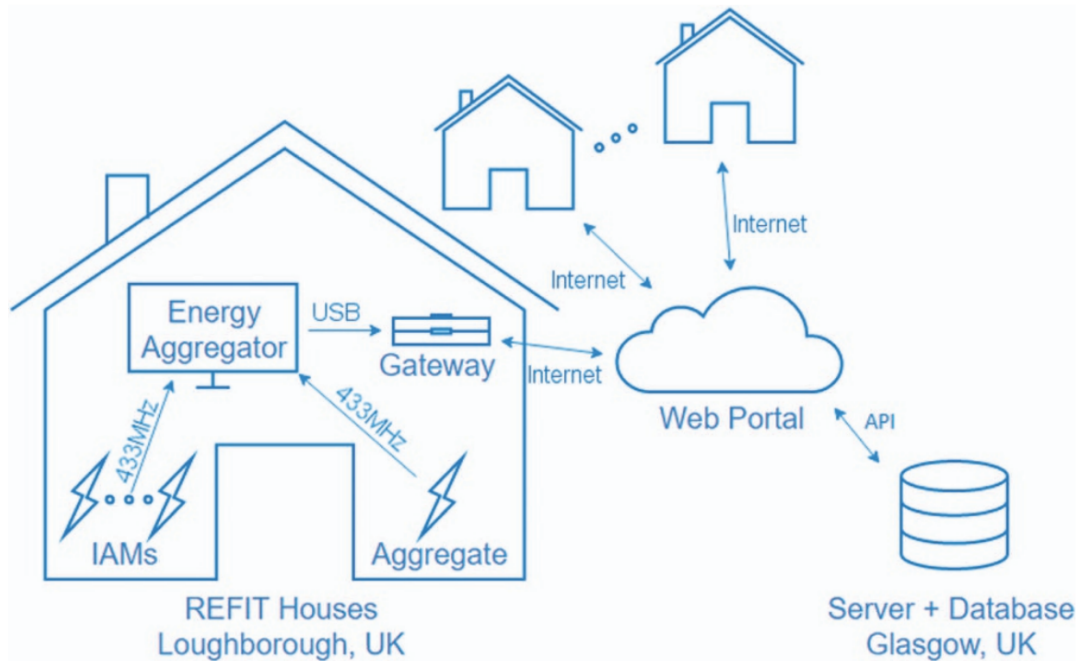 Internet
Internet
Energy
Aggregator
USB
Gateway
Internet
433MHz
433MHz
Web Portal
API
IAMs
Aggregate
REFIT Houses
Loughborough, UK
Server + Database
Glasgow, UK